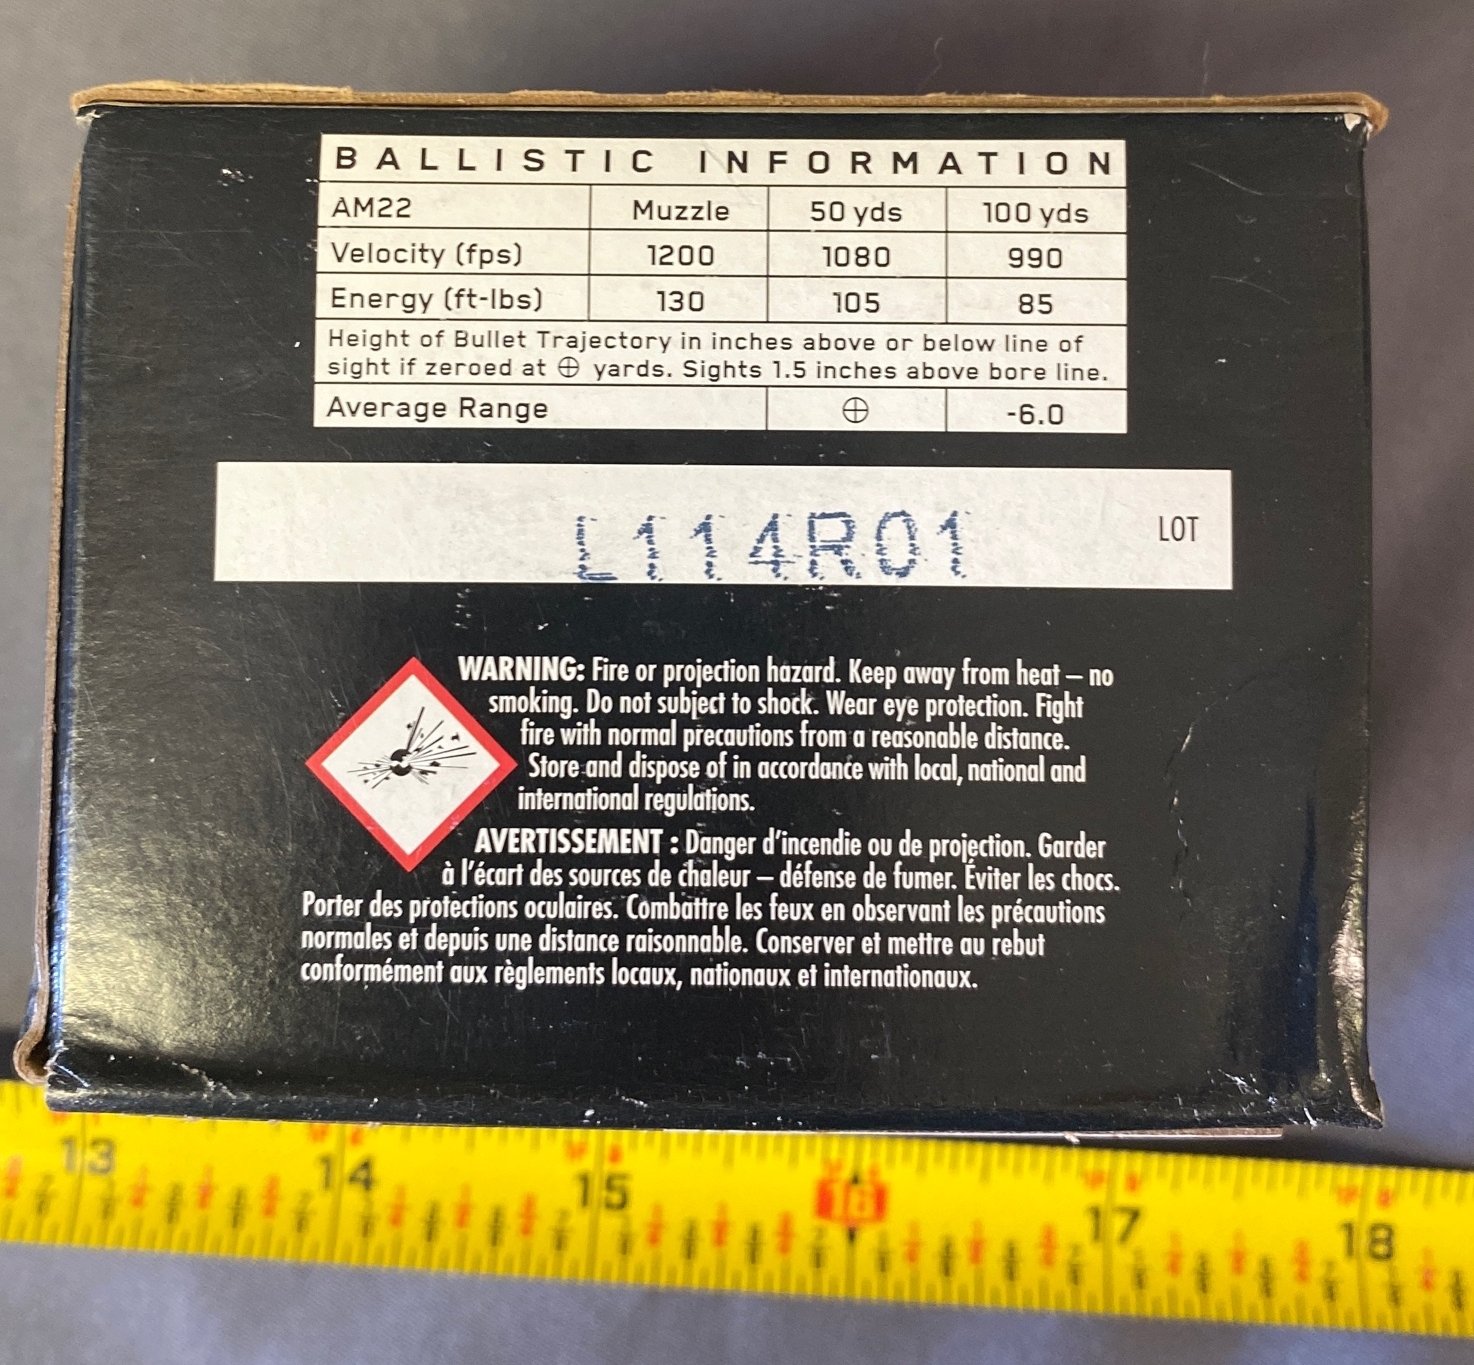 BALLISTIC INFORMATION
AM22 Muzzle 50 yds 100 yds
Velocity (fps) 1200 1080 990
Energy (ft-lbs) 130 105 85
Height of Bullet Trajectory in inches above or below line of
sight if zeroed at ⊕ yards. Sights 1.5 inches above bore line.
Average Range ⊕ -6.0
L114R01 LOT
WARNING: Fire or projection hazard. Keep away from heat – no
smoking. Do not subject to shock. Wear eye protection. Fight
fire with normal precautions from a reasonable distance.
Store and dispose of in accordance with local, national and
international regulations.
AVERTISSEMENT : Danger d'incendie ou de projection. Garder
à l'écart des sources de chaleur – défense de fumer. Éviter les chocs.
Porter des protections oculaires. Combattre les feux en observant les précautions
normales et depuis une distance raisonnable. Conserver et mettre au rebut
conformément aux règlements locaux, nationaux et internationaux.
13 14 15 16 17 18